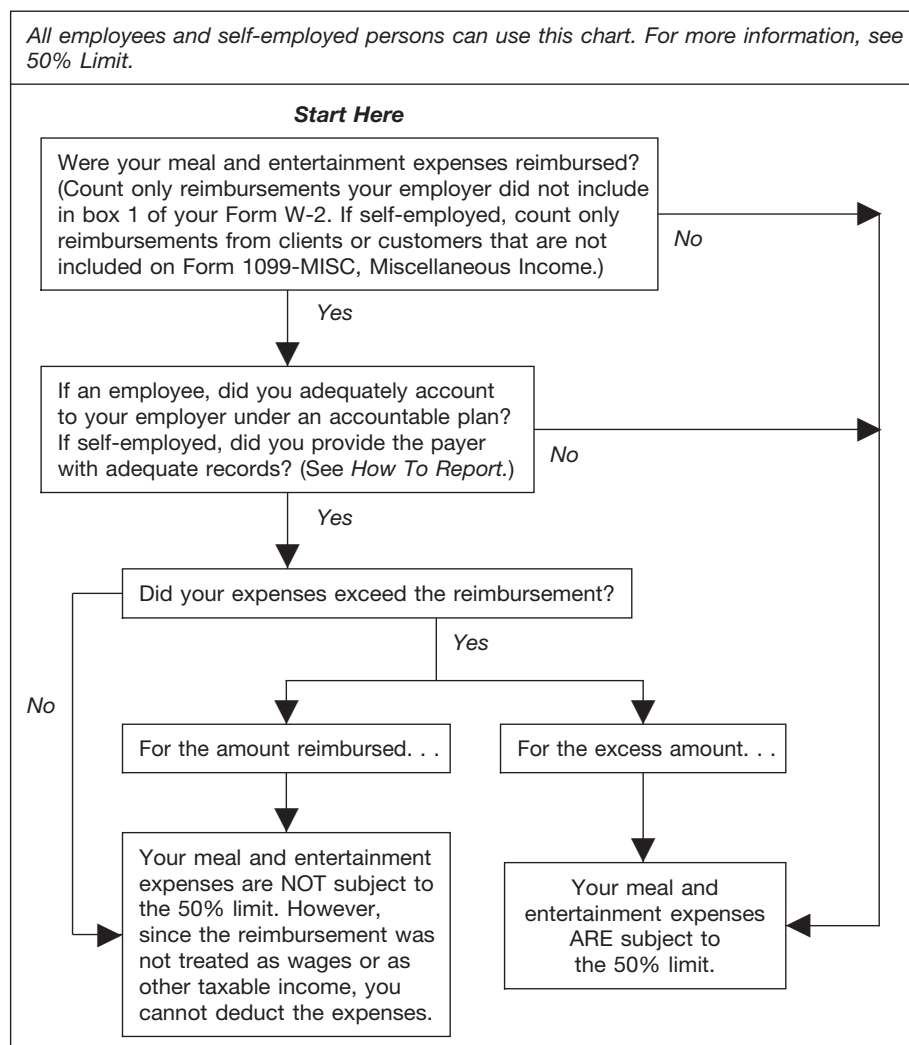 All employees and self-employed persons can use this chart. For more information, see
50% Limit.
Start Here
Were your meal and entertainment expenses reimbursed?
(Count only reimbursements your employer did not include
in box 1 of your Form W-2. If self-employed, count only
reimbursements from clients or customers that are not
included on Form 1099-MISC, Miscellaneous Income.)
No
Yes
If an employee, did you adequately account
to your employer under an accountable plan?
If self-employed, did you provide the payer
with adequate records? (See How To Report.)
No
Yes
Did your expenses exceed the reimbursement?
Yes
No
For the amount reimbursed. . .
For the excess amount. . .
Your meal and entertainment
expenses are NOT subject to
the 50% limit. However,
since the reimbursement was
not treated as wages or as
other taxable income, you
cannot deduct the expenses.
Your meal and
entertainment expenses
ARE subject to
the 50% limit.